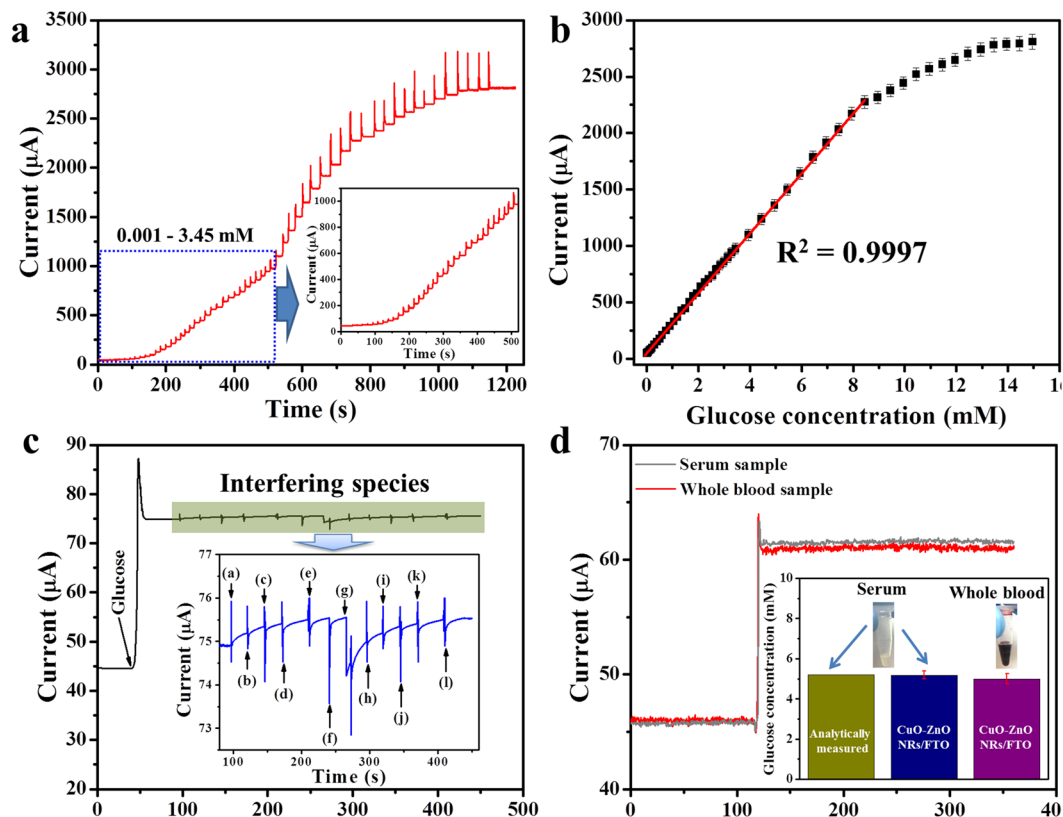 a
3500
3000
2500
2000
1500
1000
500
0
Current (μA)
0 200 400 600 800 1000 1200
Time (s)
0.001 - 3.45 mM
1000
800
600
400
200
0
Current (μA)
0 100 200 300 400 500
Time (s)
b
3000
2500
2000
1500
1000
500
0
Current (μA)
0 2 4 6 8 10 12 14
Glucose concentration (mM)
R² = 0.9997
c
90
80
70
60
50
40
30
20
Current (μA)
0 100 200 300 400 500
Glucose
Interfering species
77
76
75
74
73
Current (μA)
100 200 300 400
Time (s)
(a) (c) (e) (g) (i) (k)
(b) (d) (f) (h) (j) (l)
d
70
60
50
40
Current (μA)
0 100 200 300 40
Serum sample
Whole blood sample
10
8
6
4
2
0
Glucose concentration (mM)
Serum
Whole blood
Analytically
measured
CuO-ZnO
NRs/FTO
CuO-ZnO
NRs/FTO